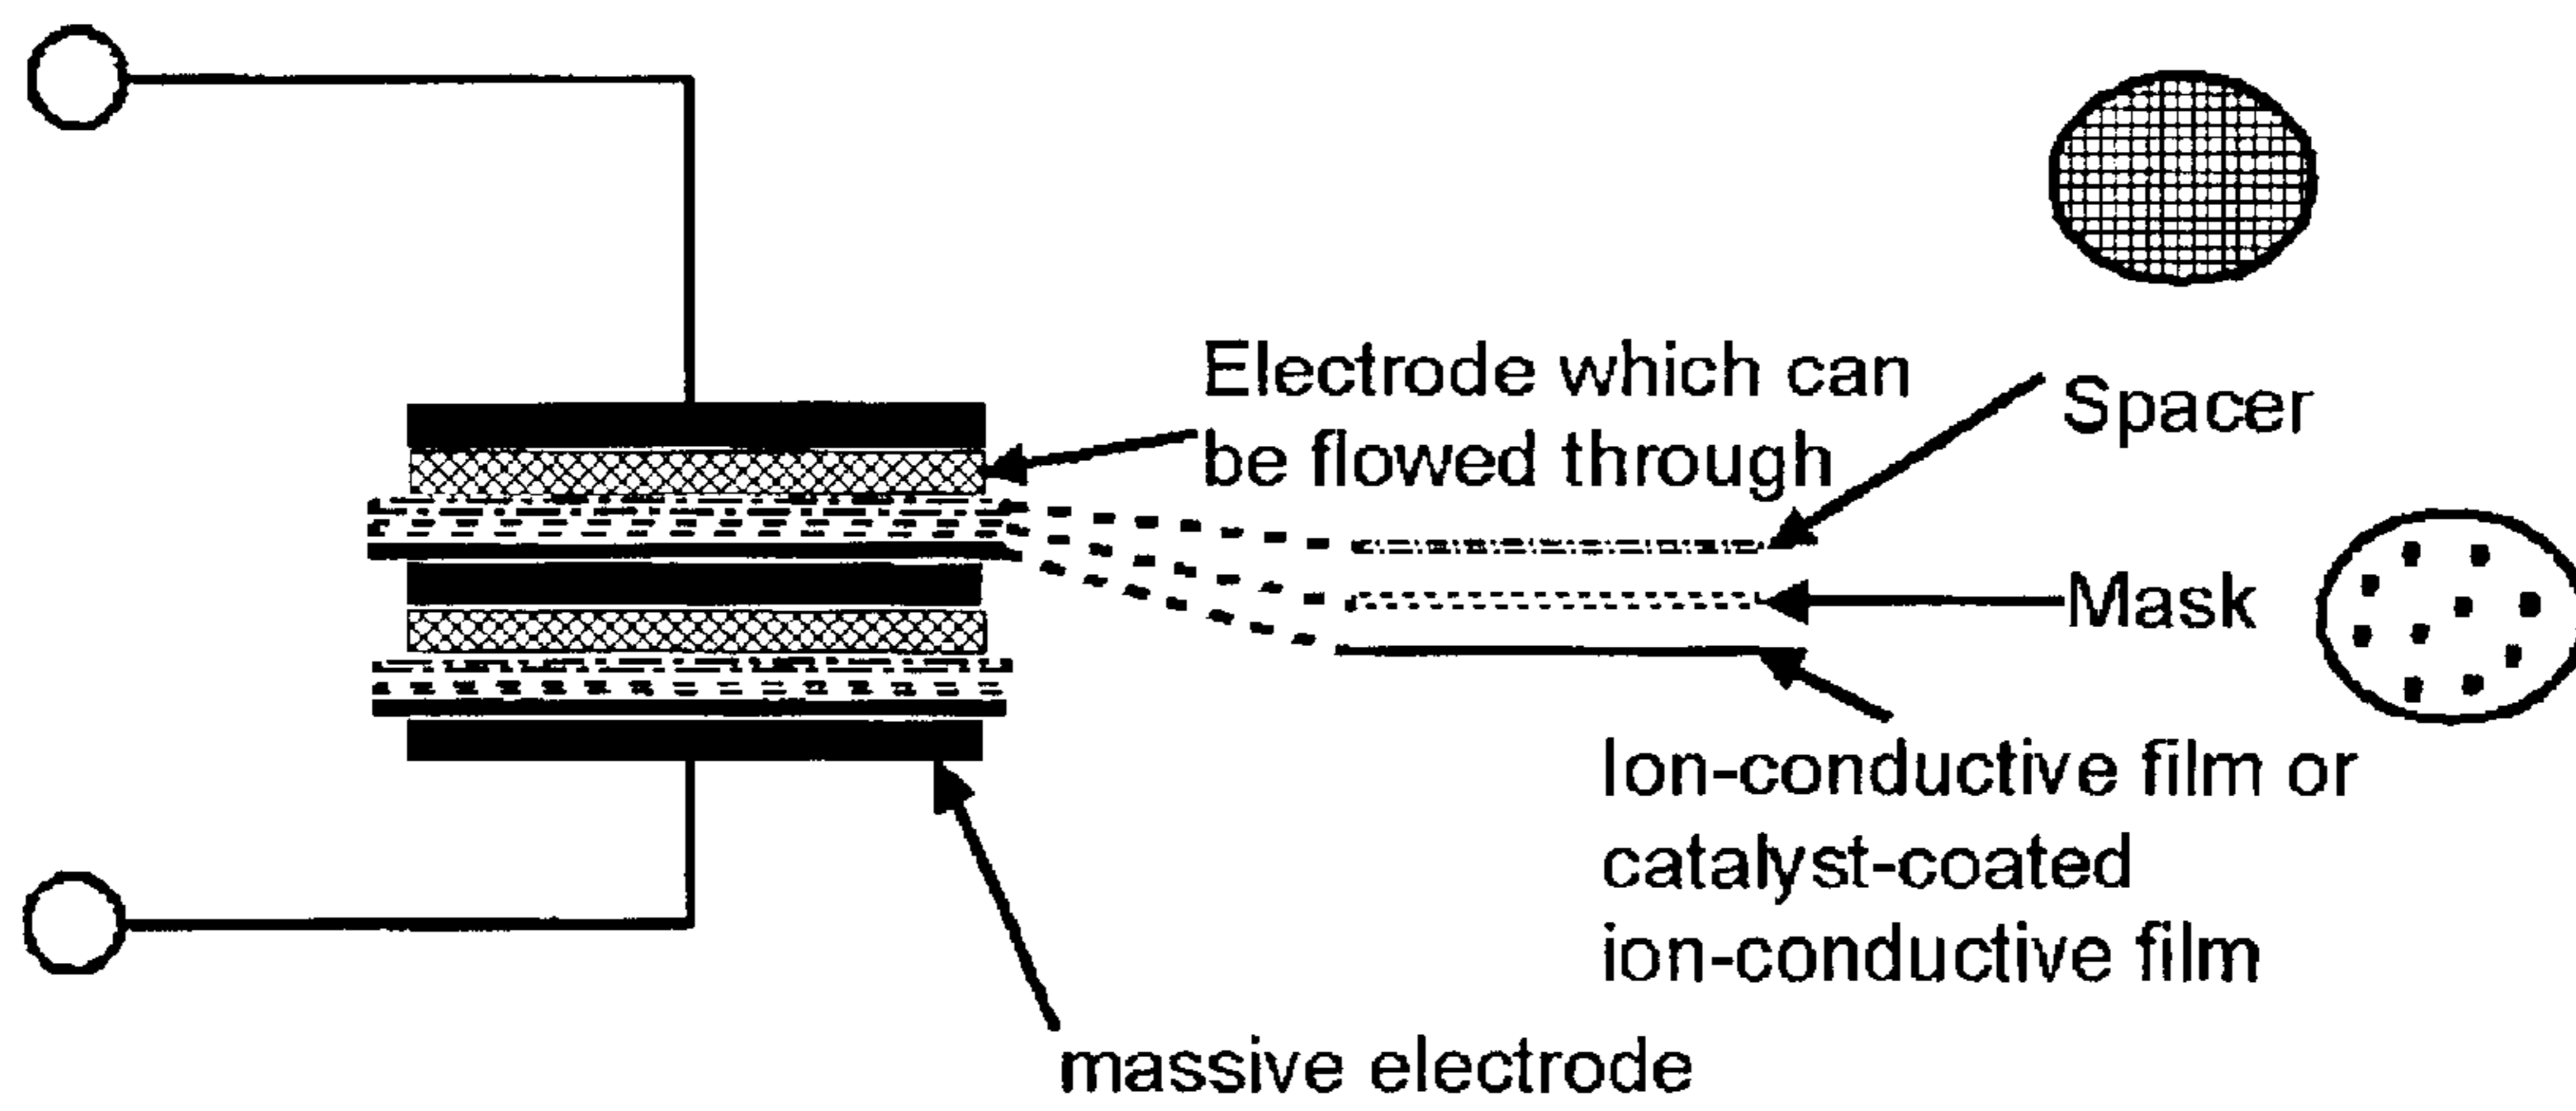 Electrode which can
be flowed through
Spacer
Mask
Ion-conductive film or
catalyst-coated
ion-conductive film
massive electrode